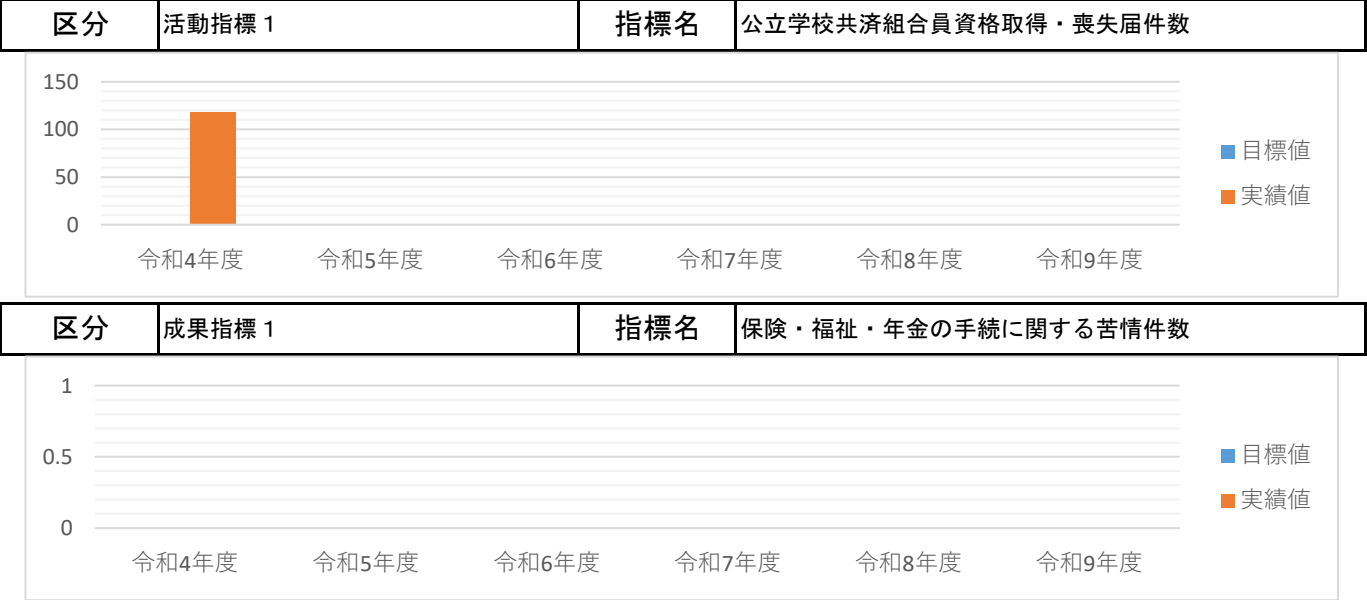 区分 活動指標1 指標名 公立学校共済組合員資格取得・喪失届件数
150
100
50
0
令和4年度 令和5年度 令和6年度 令和7年度 令和8年度 令和9年度
目標値
実績値
区分 成果指標1 指標名 保険・福祉・年金の手続に関する苦情件数
1
0.5
0
令和4年度 令和5年度 令和6年度 令和7年度 令和8年度 令和9年度
目標値
実績値